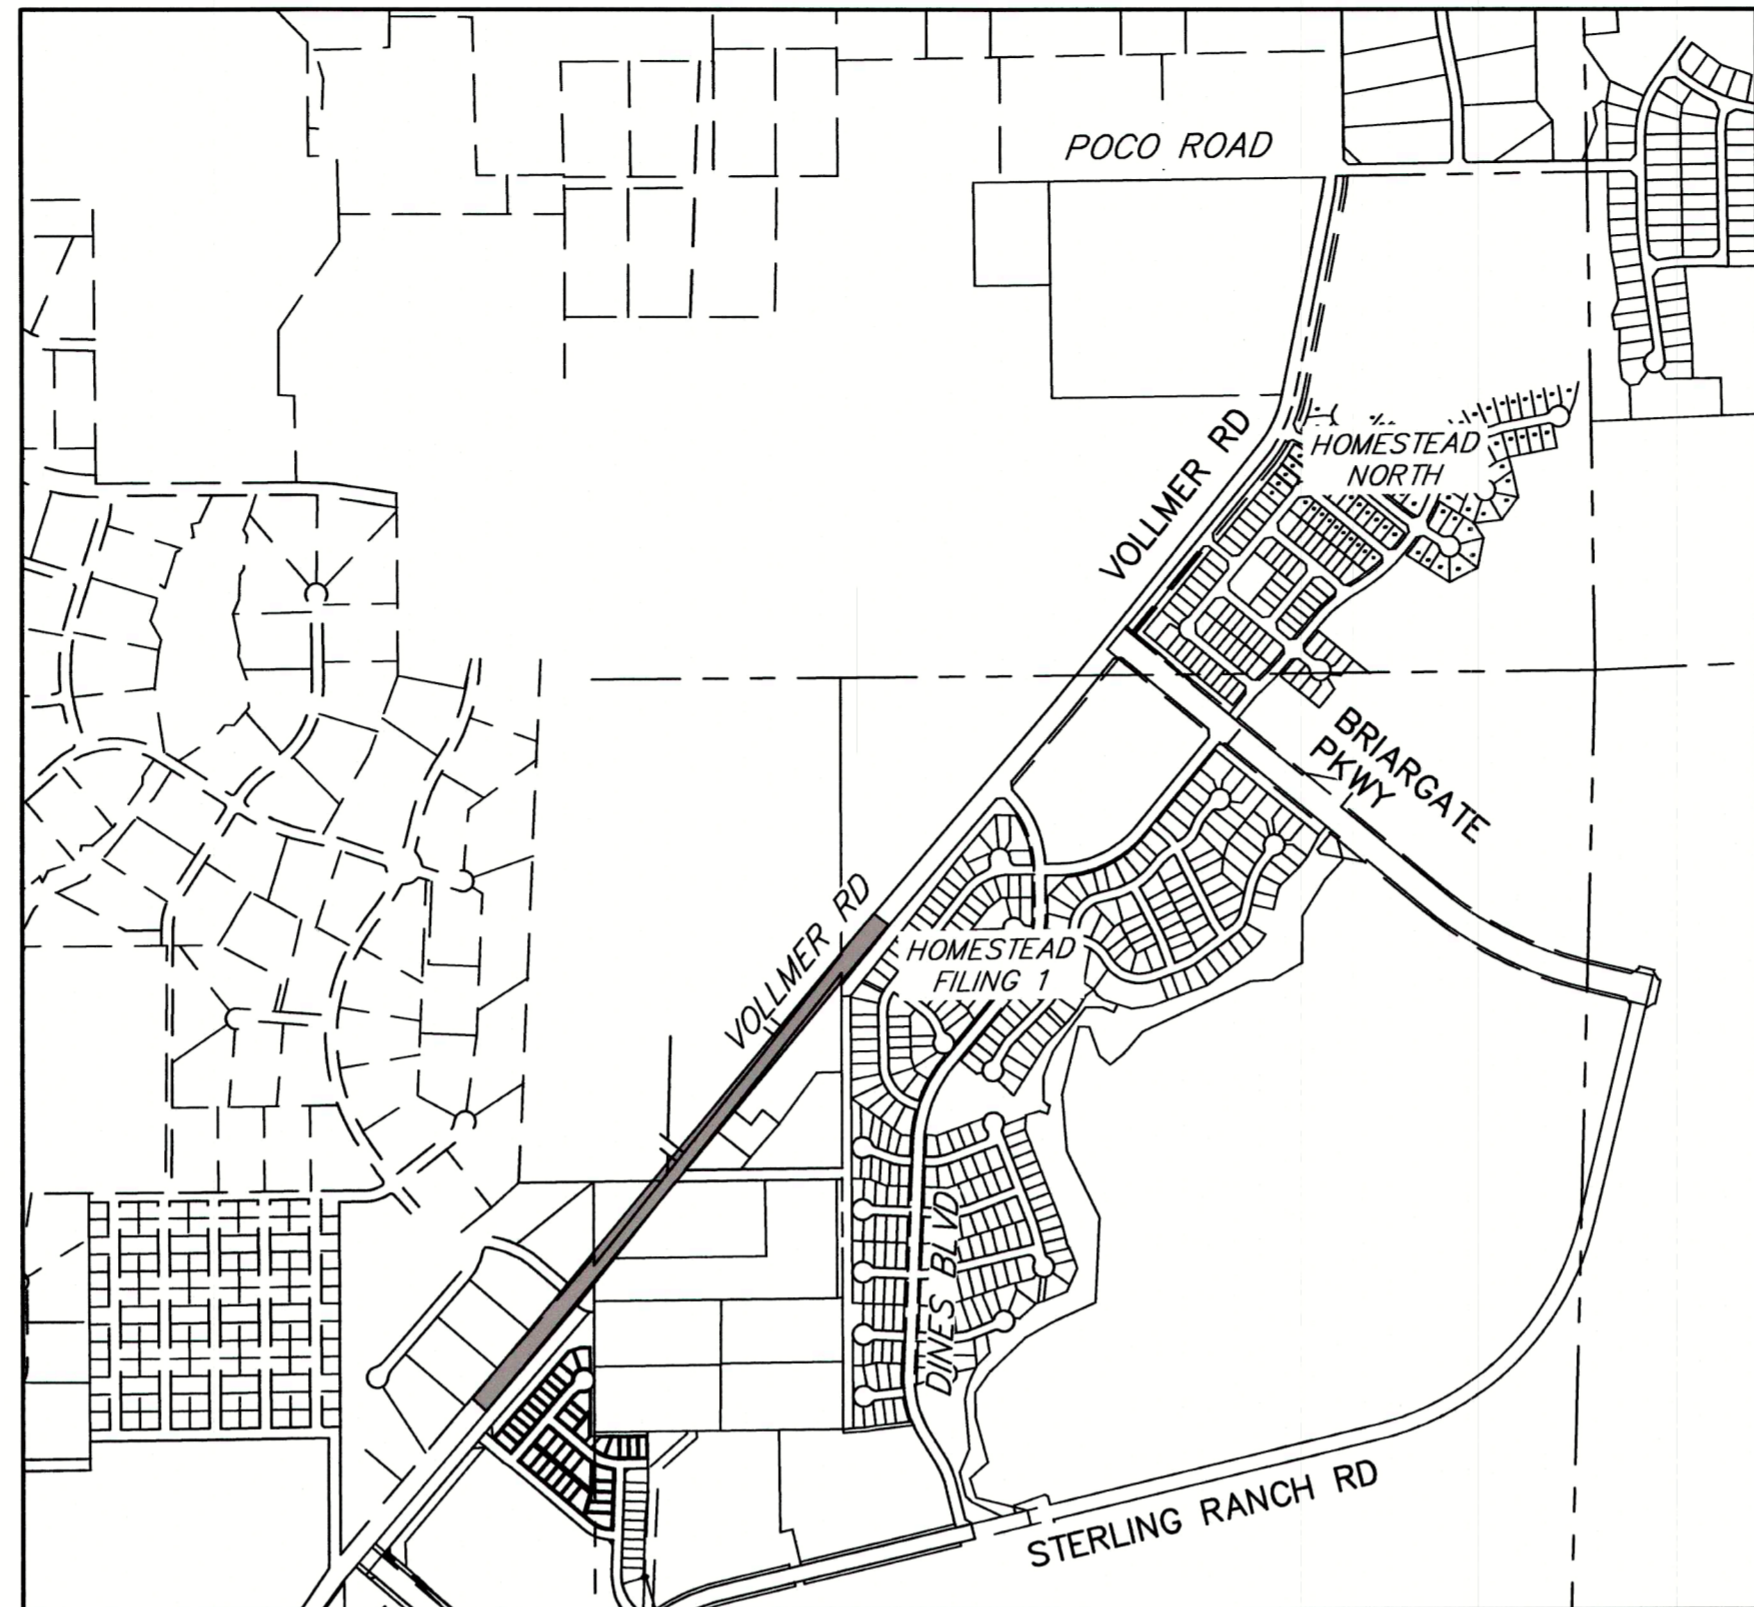 POCO ROAD
VOLLMER RD
HOMESTEAD
NORTH
BRIARGATE
PKWY
VOLLMER RD
HOMESTEAD
FILING 1
DINES BLVD
STERLING RANCH RD